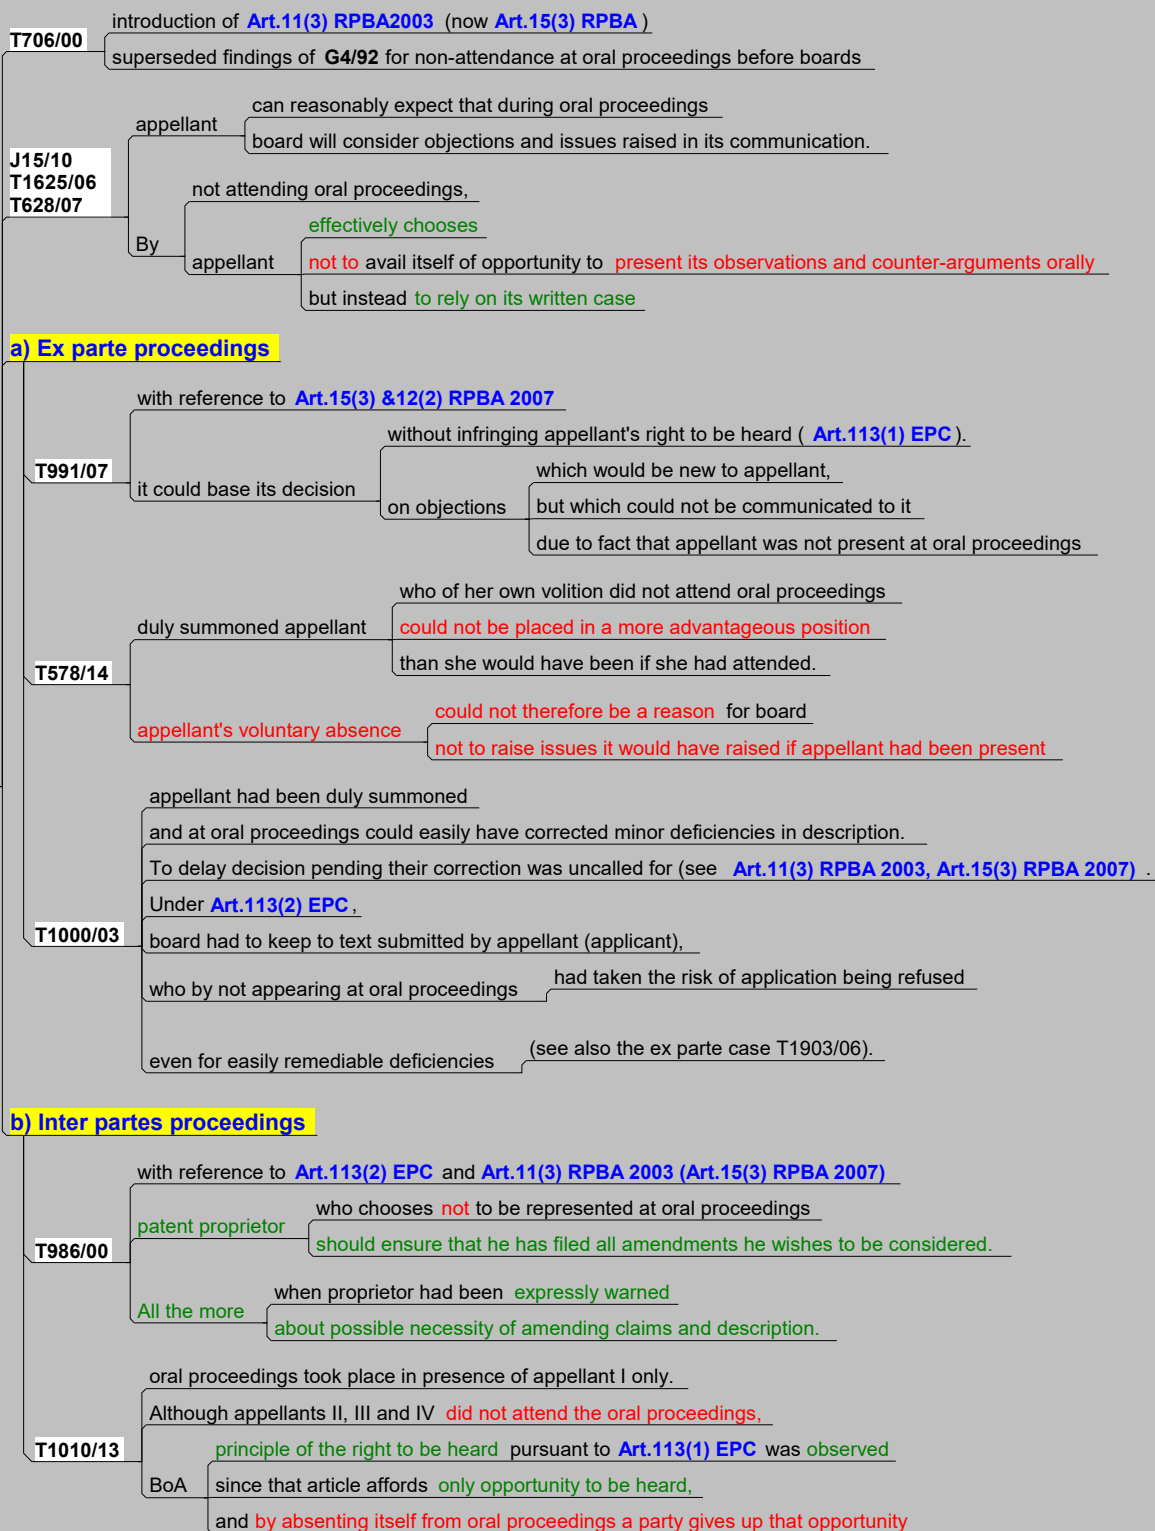 introduction of Art.11(3) RPBA2003 (now Art.15(3) RPBA)
T706/00
superseded findings of G4/92 for non-attendance at oral proceedings before boards
can reasonably expect that during oral proceedings
appellant
board will consider objections and issues raised in its communication.
J15/10
T1625/06
T628/07
not attending oral proceedings,
effectively chooses
By
appellant
not to avail itself of opportunity to present its observations and counter-arguments orally
but instead to rely on its written case
a) Ex parte proceedings
with reference to Art.15(3) &12(2) RPBA 2007
without infringing appellant's right to be heard ( Art.113(1) EPC).
T991/07
which would be new to appellant,
it could base its decision
on objections
but which could not be communicated to it
due to fact that appellant was not present at oral proceedings
who of her own volition did not attend oral proceedings
duly summoned appellant
could not be placed in a more advantageous position
than she would have been if she had attended.
T578/14
could not therefore be a reason for board
appellant's voluntary absence
not to raise issues it would have raised if appellant had been present
appellant had been duly summoned
and at oral proceedings could easily have corrected minor deficiencies in description.
To delay decision pending their correction was uncalled for (see Art.11(3) RPBA 2003, Art.15(3) RPBA 2007) .
Under Art.113(2) EPC,
T1000/03
board had to keep to text submitted by appellant (applicant),
who by not appearing at oral proceedings
had taken the risk of application being refused
even for easily remediable deficiencies
(see also the ex parte case T1903/06).
b) Inter partes proceedings
with reference to Art.113(2) EPC and Art.11(3) RPBA 2003 (Art.15(3) RPBA 2007)
who chooses not to be represented at oral proceedings
patent proprietor
should ensure that he has filed all amendments he wishes to be considered.
T986/00
when proprietor had been expressly warned
All the more
about possible necessity of amending claims and description.
oral proceedings took place in presence of appellant I only.
Although appellants II, III and IV did not attend the oral proceedings,
T1010/13
principle of the right to be heard pursuant to Art.113(1) EPC was observed
BoA
since that article affords only opportunity to be heard,
and by absenting itself from oral proceedings a party gives up that opportunity